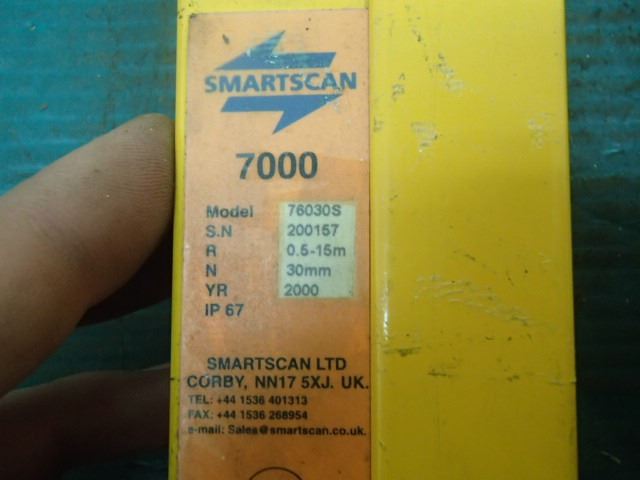 SMARTSCAN
7000
Model 76030S
S.N 200157
R 0.5-15m
N 30mm
YR 2000
IP 67
SMARTSCAN LTD
CORBY, NN17 5XJ. UK.
TEL: +44 1536 401313
FAX: +44 1536 268954
e-mail: Sales@smartscan.co.uk.